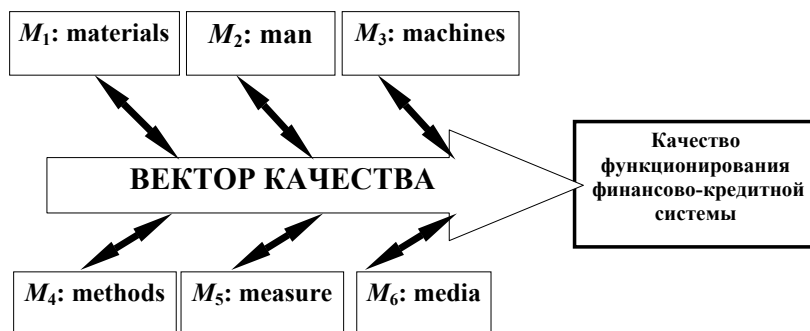 M₁: materials
M₂: man
M₃: machines
ВЕКТОР КАЧЕСТВА
Качество
функционирования
финансово-кредитной
системы
M₄: methods
M₅: measure
M₆: media